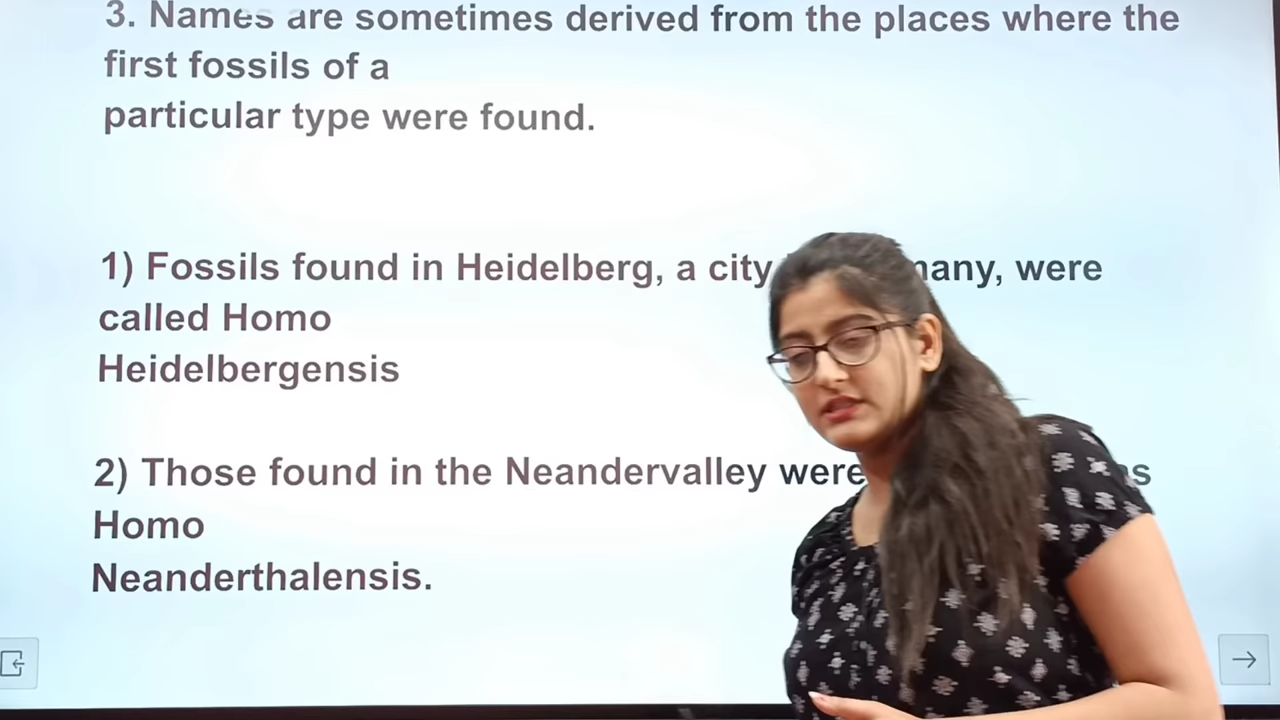 3. Names are sometimes derived from the places where the
first fossils of a
particular type were found.
1) Fossils found in Heidelberg, a city were
called Homo
Heidelbergensis
2) Those found in the Neandervalley were
Homo
Neanderthalensis.